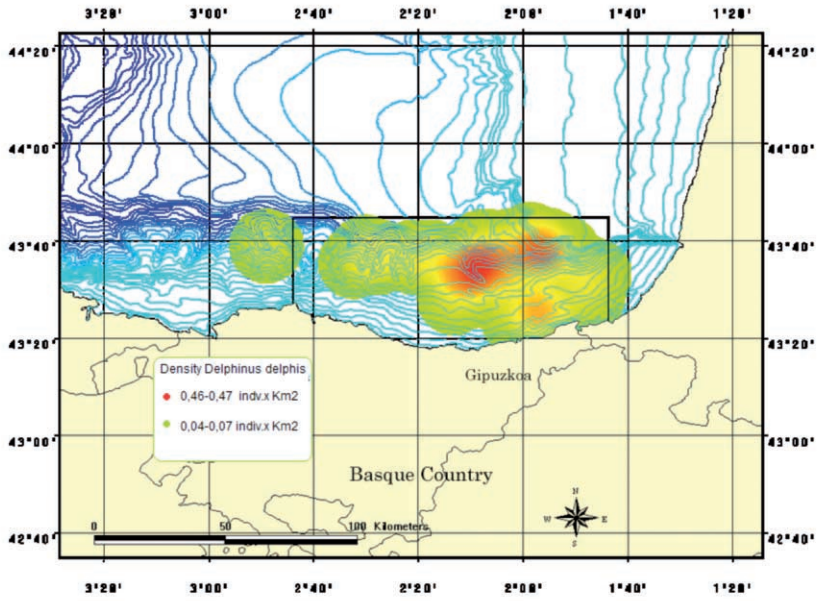 3°20' 3°00' 2°40' 2°20' 2°00' 1°40' 1°20'
44°20' 44°20'
44°00' 44°00'
43°40' 43°40'
43°20' 43°20'
Gipuzkoa
Density Delphinus delphis
0,46-0,47 indv.x Km2
0,04-0,07 indiv.x Km2
43°00' 43°00'
Basque Country
N
W E
S
0 50 100 Kilometers
42°40' 42°40'
3°20' 3°00' 2°40' 2°20' 2°00' 1°40' 1°20'